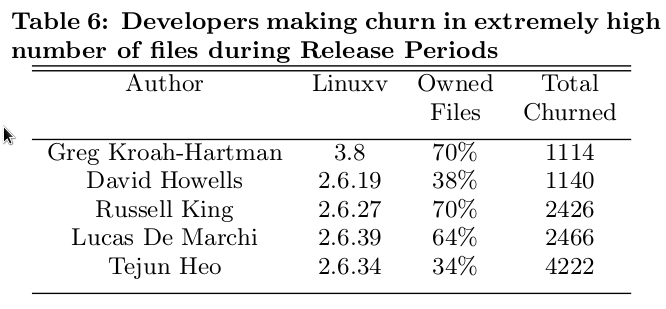 Table 6: Developers making churn in extremely high
number of files during Release Periods
Author Linuxv Owned Total
Files Churned
Greg Kroah-Hartman 3.8 70% 1114
David Howells 2.6.19 38% 1140
Russell King 2.6.27 70% 2426
Lucas De Marchi 2.6.39 64% 2466
Tejun Heo 2.6.34 34% 4222